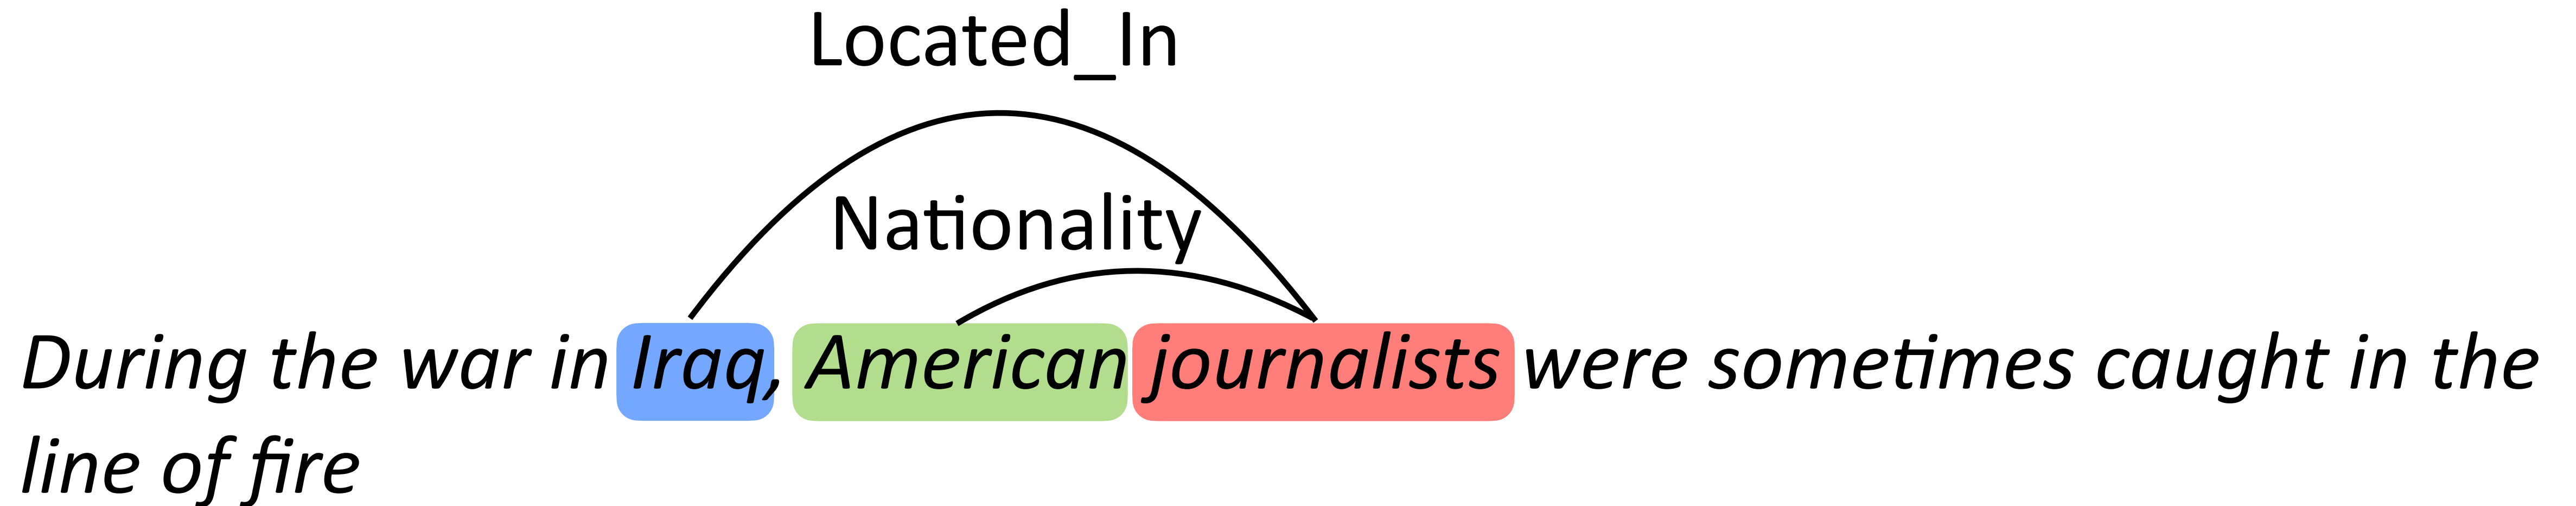 Located_In
Nationality
During the war in Iraq, American journalists were sometimes caught in the
line of fire